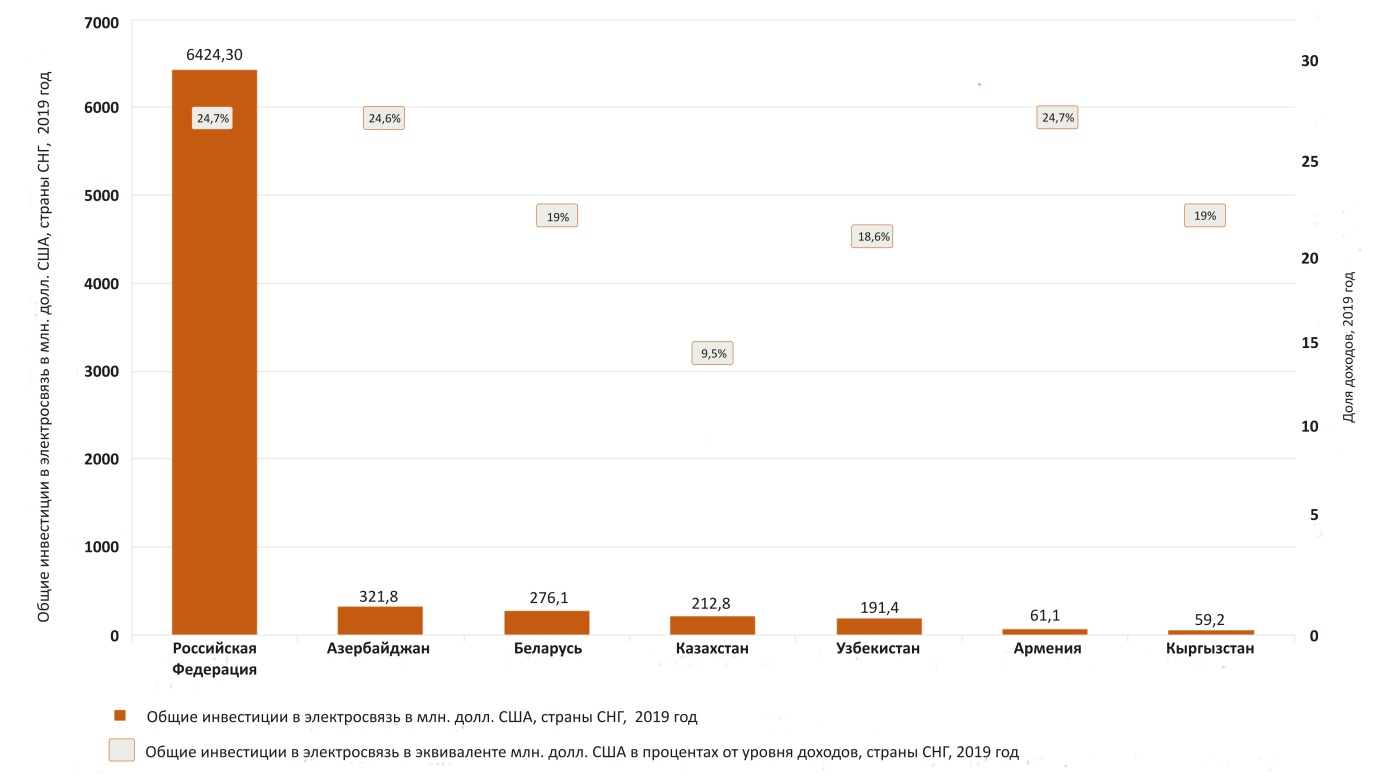 7000
6000
5000
4000
3000
2000
1000
0
Общие инвестиции в электросвязь в млн. долл. США, страны СНГ, 2019 год
6424,30
321,8
276,1
212,8
191,4
61,1
59,2
24,7%
24,6%
19%
9,5%
18,6%
24,7%
19%
30
25
20
15
10
5
0
Доля доходов, 2019 год
Российская
Федерация
Азербайджан
Беларусь
Казахстан
Узбекистан
Армения
Кыргызстан
Общие инвестиции в электросвязь в млн. долл. США, страны СНГ, 2019 год
Общие инвестиции в электросвязь в эквиваленте млн. долл. США в процентах от уровня доходов, страны СНГ, 2019 год